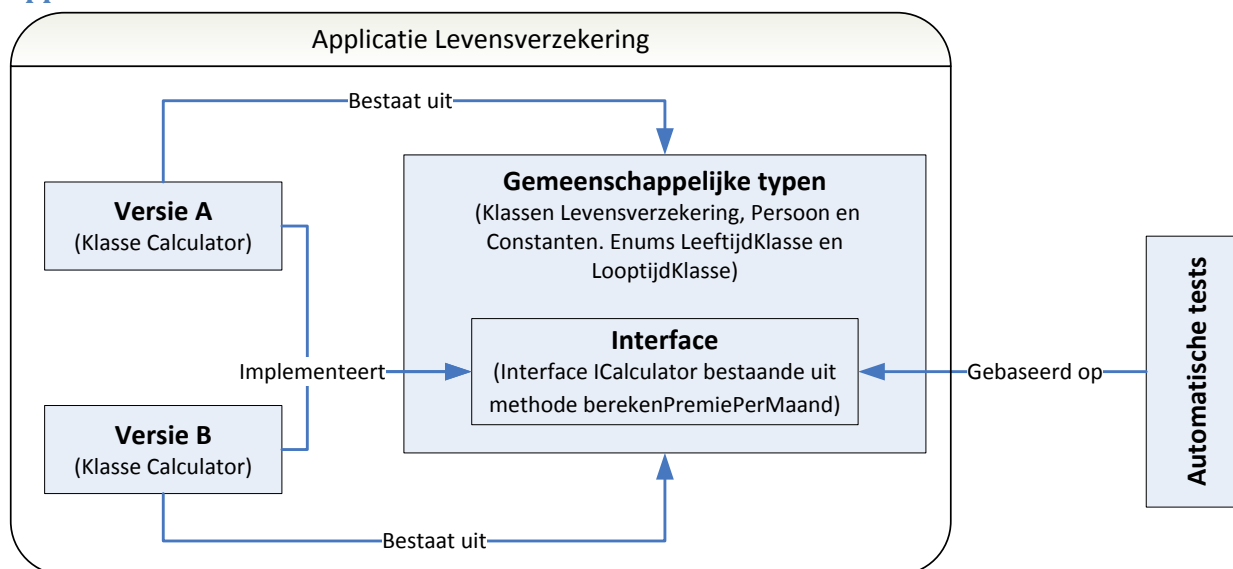 Applicatie Levensverzekering
Bestaat uit
Gemeenschappelijke typen
(Klassen Levensverzekering, Persoon en
Constanten. Enums LeeftijdKlasse en
LooptijdKlasse)
Versie A
(Klasse Calculator)
Interface
(Interface ICalculator bestaande uit
methode berekenPremiePerMaand)
Implementeert
Gebaseerd op
Automatische tests
Versie B
(Klasse Calculator)
Bestaat uit